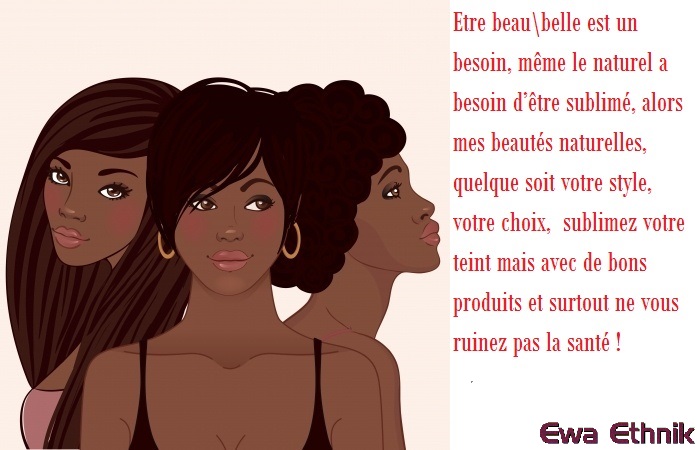 Etre beau\belle est un
besoin, même le naturel a
besoin d’être sublimé, alors
mes beautés naturelles,
quelque soit votre style,
votre choix,  sublimez votre
teint mais avec de bons
produits et surtout ne vous
ruinez pas la santé !
Ewa Ethnik